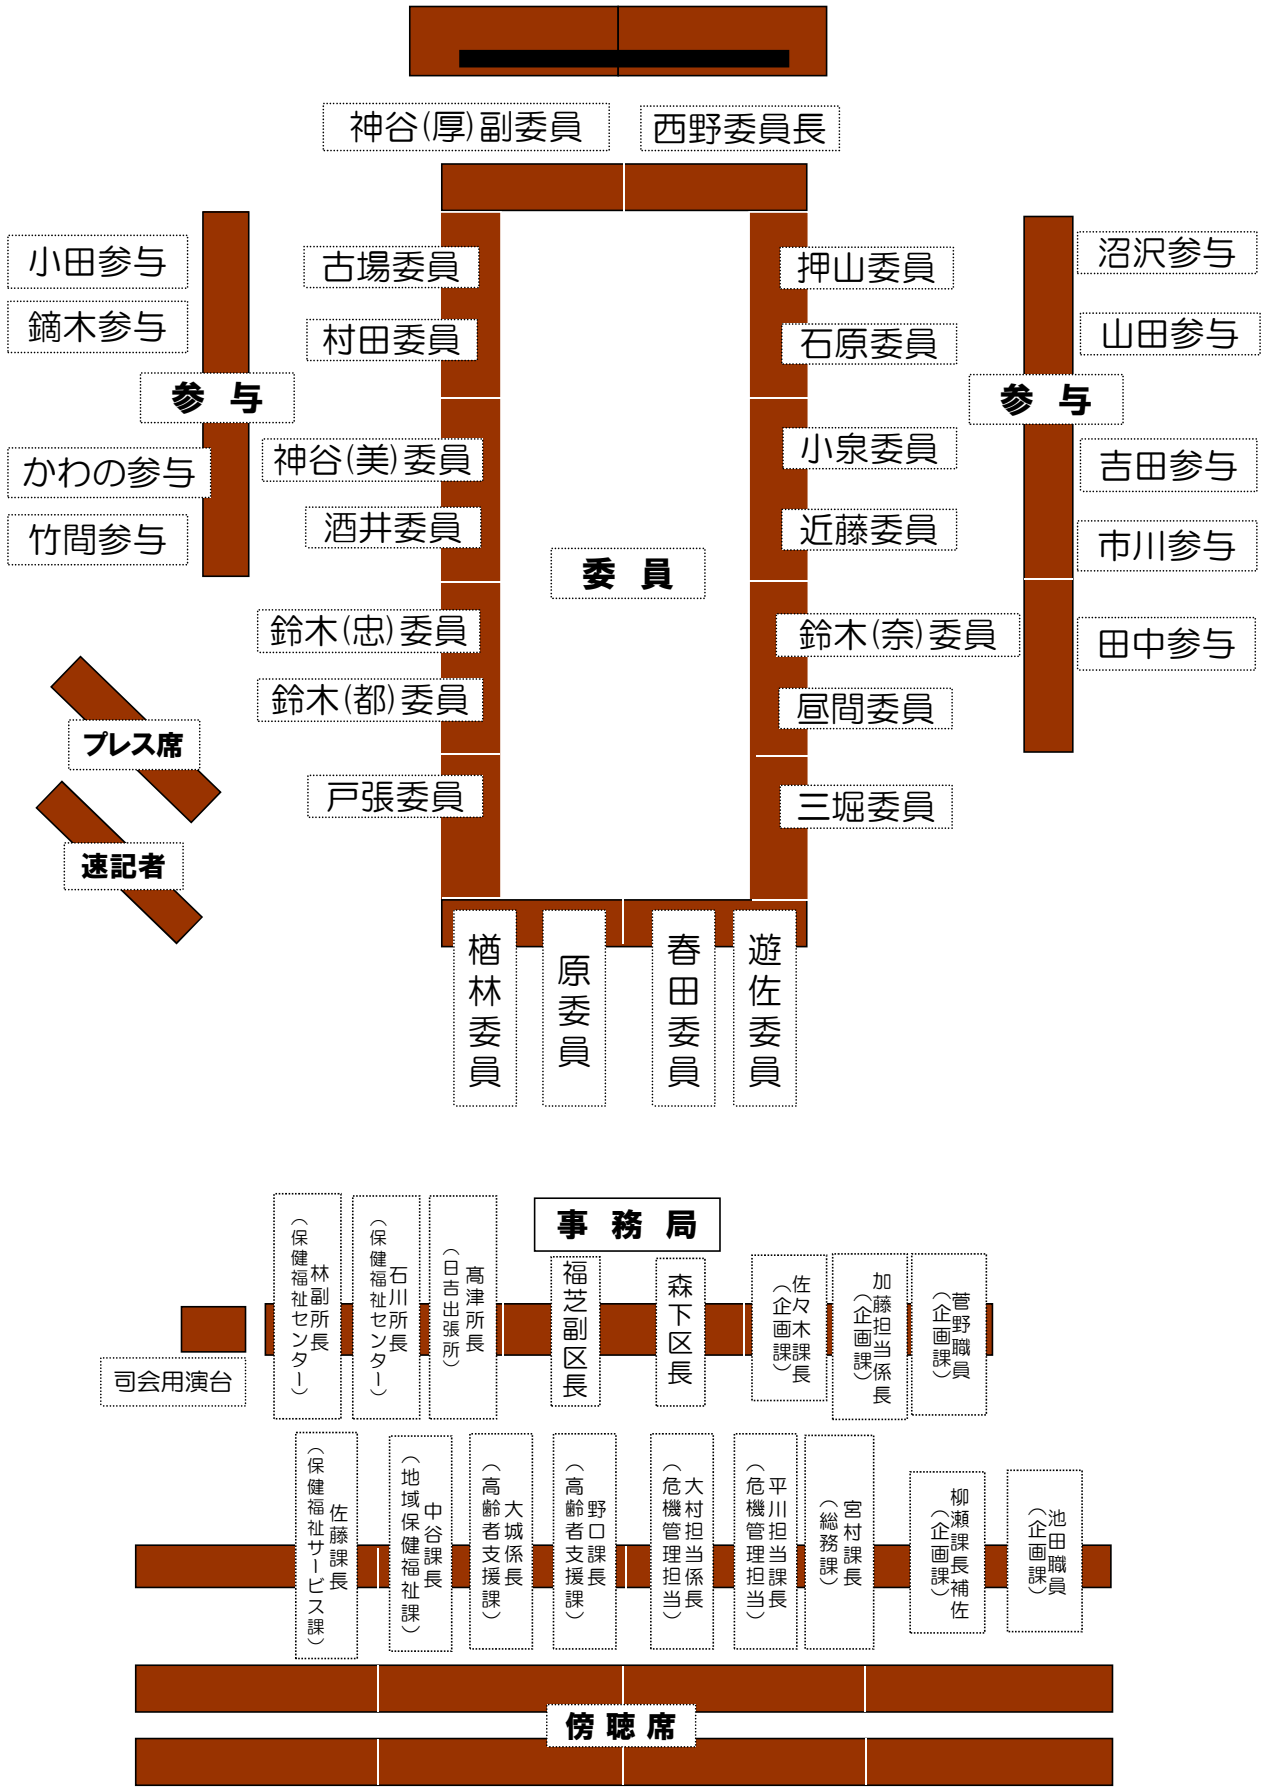 神谷(厚)副委員
西野委員長
小田参与
鏑木参与
参 与
かわの参与
竹間参与
古場委員
村田委員
神谷(美)委員
酒井委員
鈴木(忠)委員
鈴木(都)委員
戸張委員
委 員
押山委員
石原委員
小泉委員
近藤委員
鈴木(奈)委員
昼間委員
三堀委員
沼沢参与
山田参与
参 与
吉田参与
市川参与
田中参与
プレス席
速記者
楢林委員
原委員
春田委員
遊佐委員
事 務 局
司会用演台
林副所長
（保健福祉センター）
石川所長
（保健福祉センター）
髙津所長
（日吉出張所）
福芝副区長
森下区長
佐々木課長
（企画課）
加藤担当係長
（企画課）
菅野職員
（企画課）
佐藤課長
（保健福祉サービス課）
中谷課長
（地域保健福祉課）
大城係長
（高齢者支援課）
野口課長
（高齢者支援課）
大村担当係長
（危機管理担当）
平川担当課長
（危機管理担当）
宮村課長
（総務課）
柳瀬課長補佐
（企画課）
池田職員
（企画課）
傍 聴 席